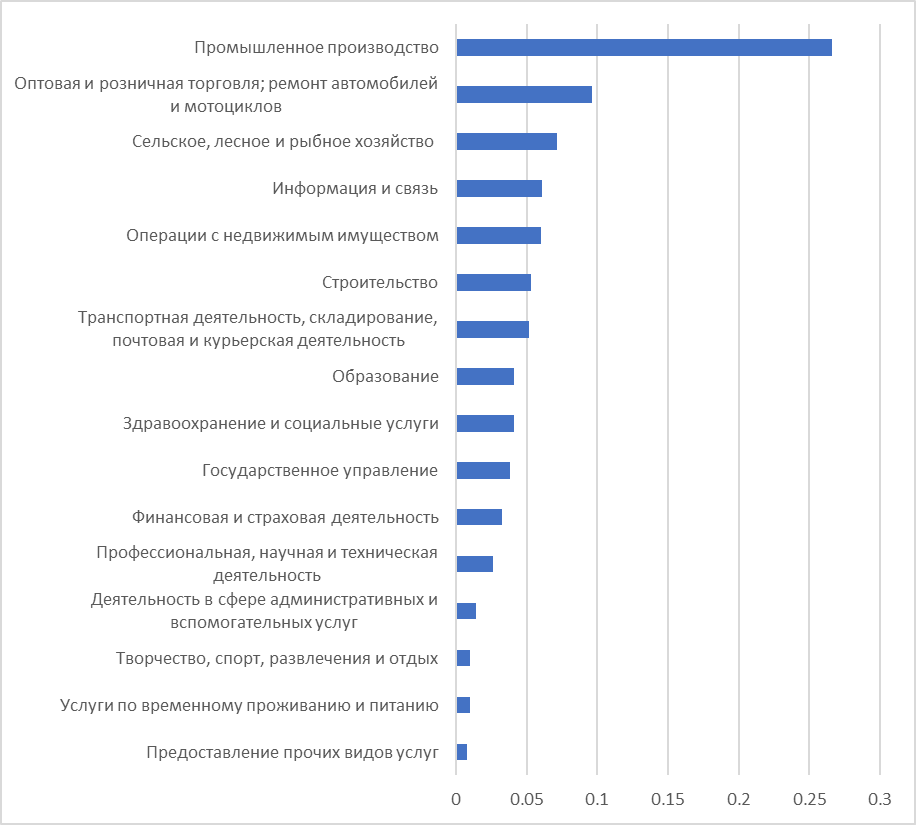 Промышленное производство
Оптовая и розничная торговля; ремонт автомобилей
и мотоциклов
Сельское, лесное и рыбное хозяйство
Информация и связь
Операции с недвижимым имуществом
Строительство
Транспортная деятельность, складирование,
почтовая и курьерская деятельность
Образование
Здравоохранение и социальные услуги
Государственное управление
Финансовая и страховая деятельность
Профессиональная, научная и техническая
деятельность
Деятельность в сфере административных и
вспомогательных услуг
Творчество, спорт, развлечения и отдых
Услуги по временному проживанию и питанию
Предоставление прочих видов услуг
0 0.05 0.1 0.15 0.2 0.25 0.3